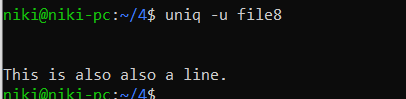 niki@niki-pc:~/4$ uniq -u file8
This is also also a line.
niki@niki-pc:~/4$